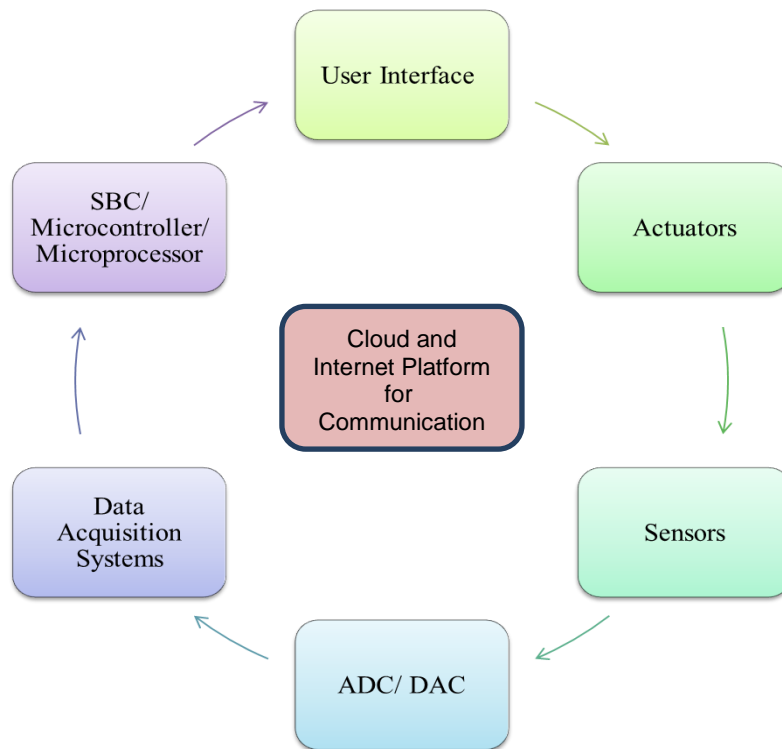 User Interface
Actuators
Sensors
ADC/ DAC
Data
Acquisition
Systems
SBC/
Microcontroller/
Microprocessor
Cloud and
Internet Platform
for
Communication